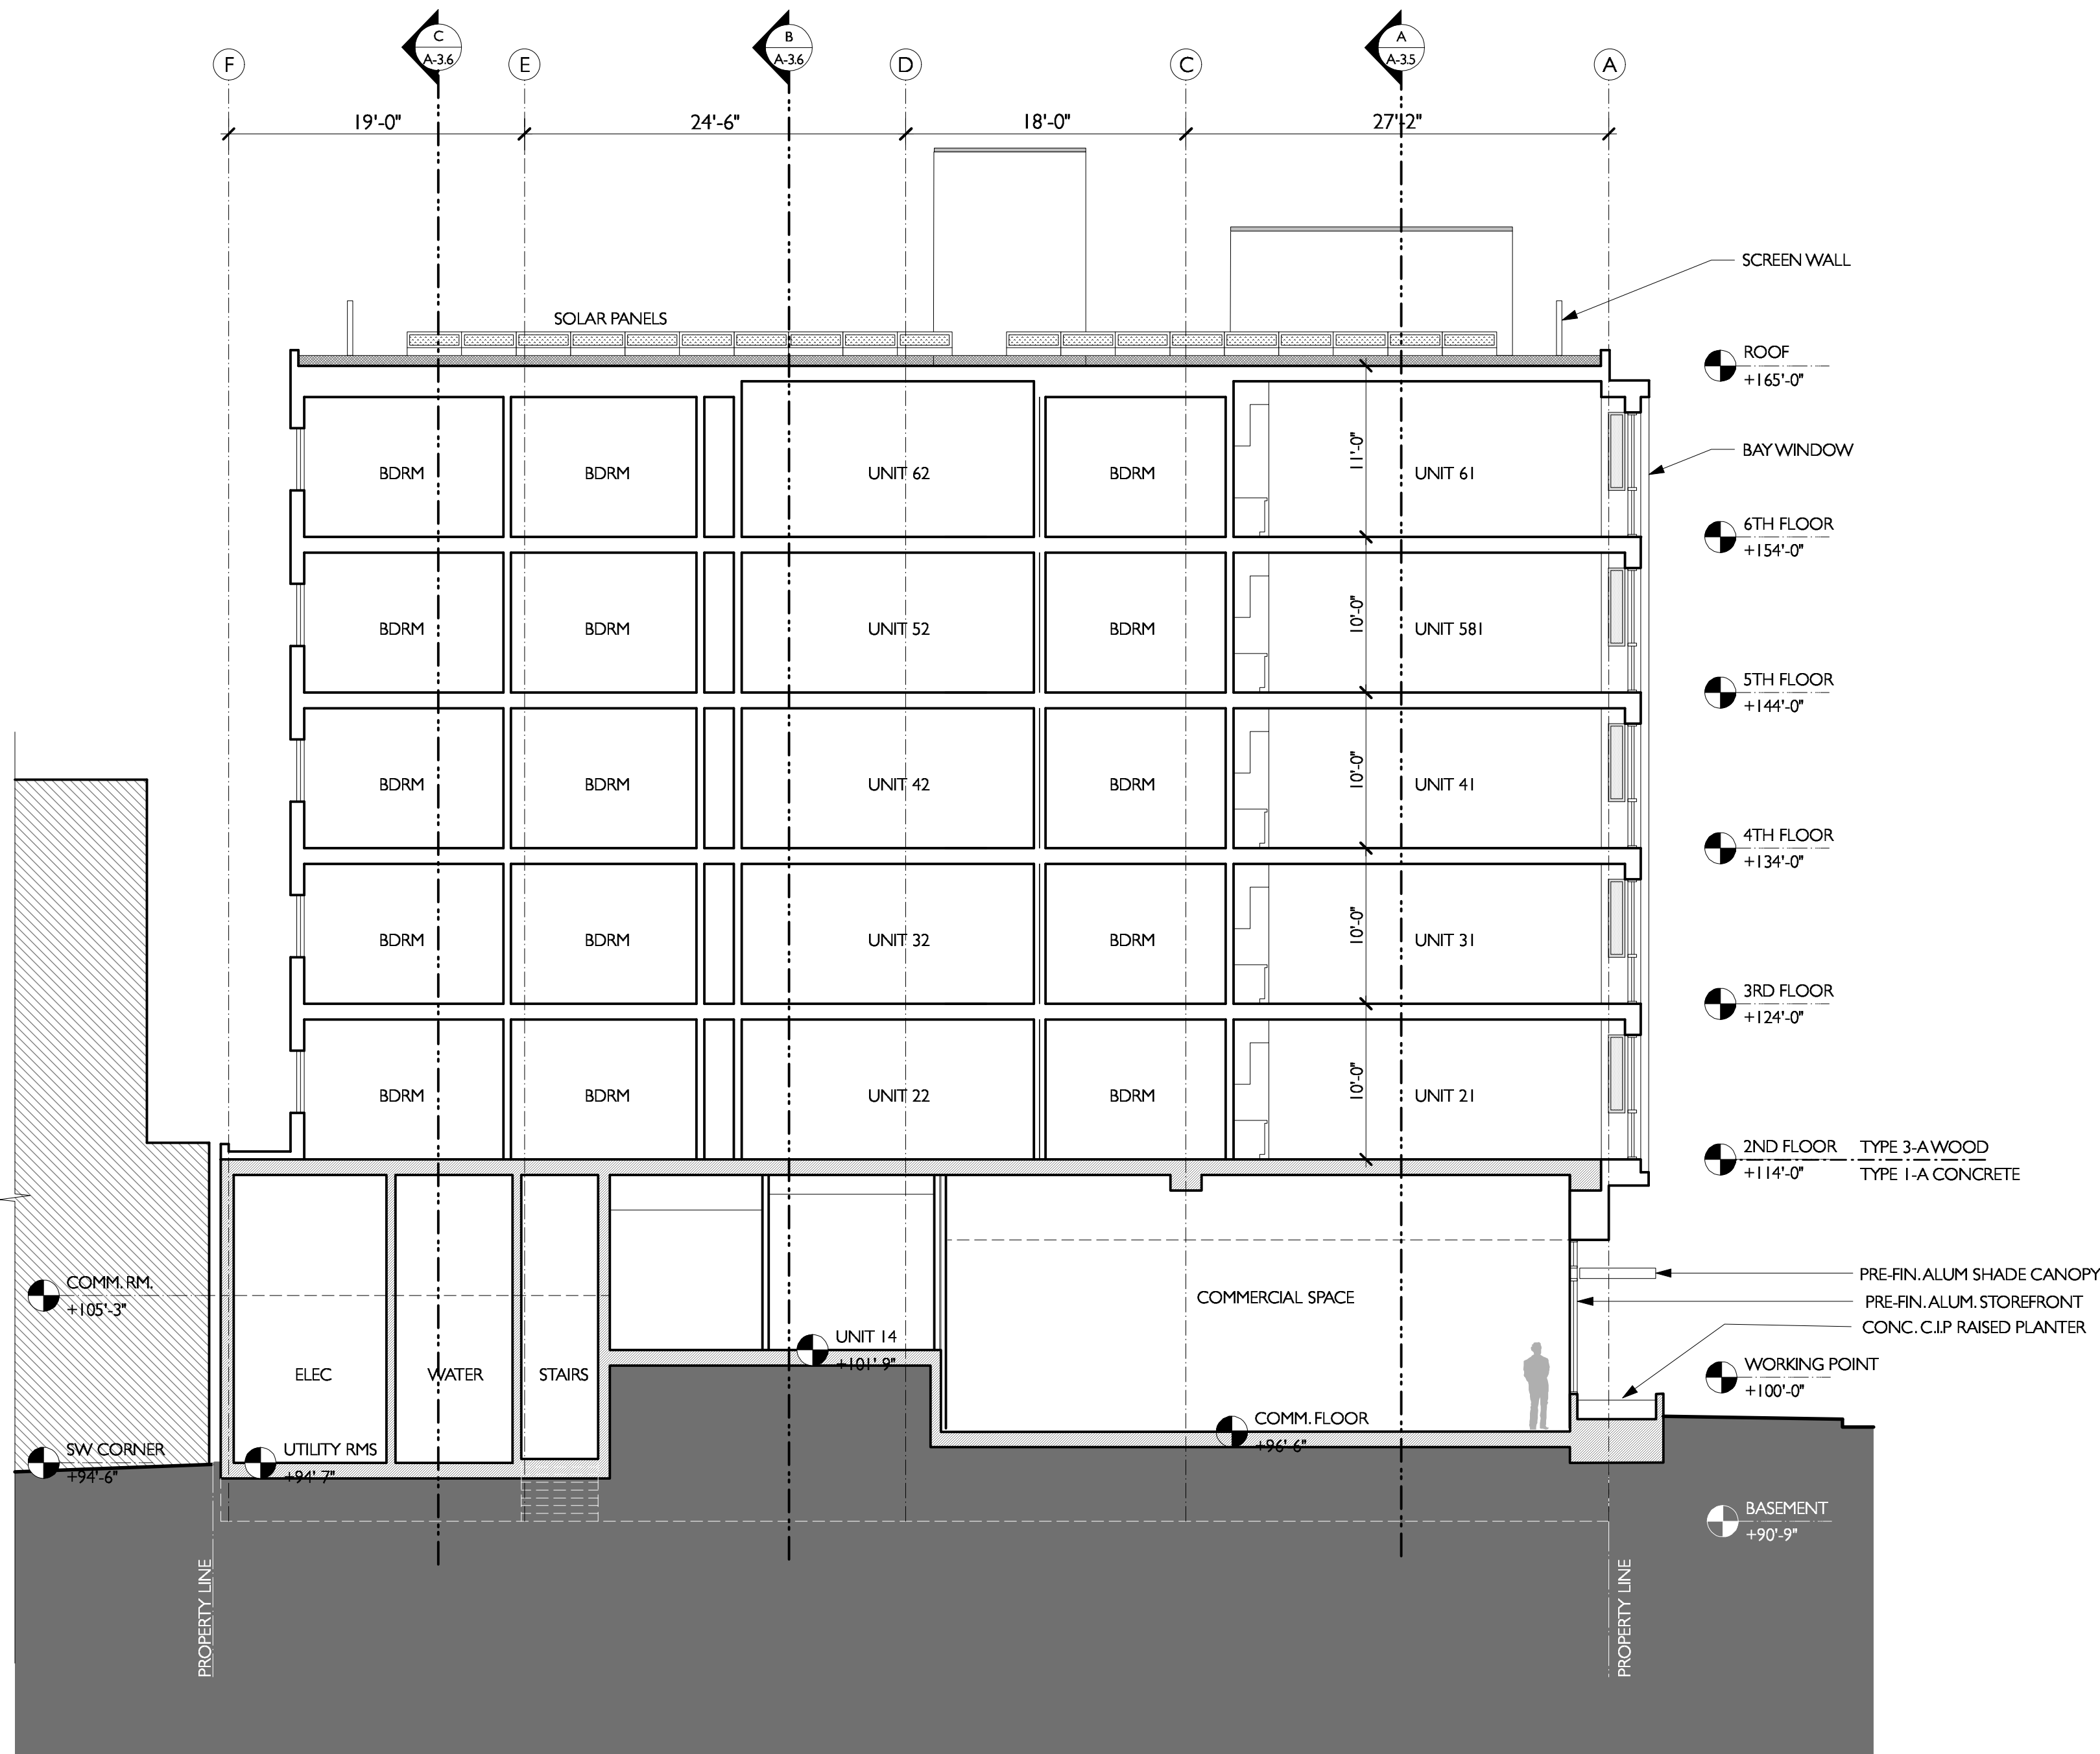 C
A-3.6
B
A-3.6
A
A-3.5
F
E
D
C
A
19'-0"
24'-6"
18'-0"
27'-2"
SCREEN WALL
SOLAR PANELS
ROOF
+165'-0"
BAY WINDOW
11'-0"
BDRM
BDRM
UNIT 62
BDRM
UNIT 61
6TH FLOOR
+154'-0"
10'-0"
BDRM
BDRM
UNIT 52
BDRM
UNIT 581
5TH FLOOR
+144'-0"
10'-0"
BDRM
BDRM
UNIT 42
BDRM
UNIT 41
4TH FLOOR
+134'-0"
10'-0"
BDRM
BDRM
UNIT 32
BDRM
UNIT 31
3RD FLOOR
+124'-0"
10'-0"
BDRM
BDRM
UNIT 22
BDRM
UNIT 21
2ND FLOOR
+114'-0"
TYPE 3-A WOOD
TYPE 1-A CONCRETE
COMM. RM.
+105'-3"
COMMERCIAL SPACE
PRE-FIN. ALUM SHADE CANOPY
PRE-FIN. ALUM. STOREFRONT
CONC. C.I.P RAISED PLANTER
UNIT 14
+101'-9"
ELEC
WATER
STAIRS
WORKING POINT
+100'-0"
COMM. FLOOR
+96'-6"
SW CORNER
+94'-6"
UTILITY RMS
+94'-7"
BASEMENT
+90'-9"
PROPERTY LINE
PROPERTY LINE